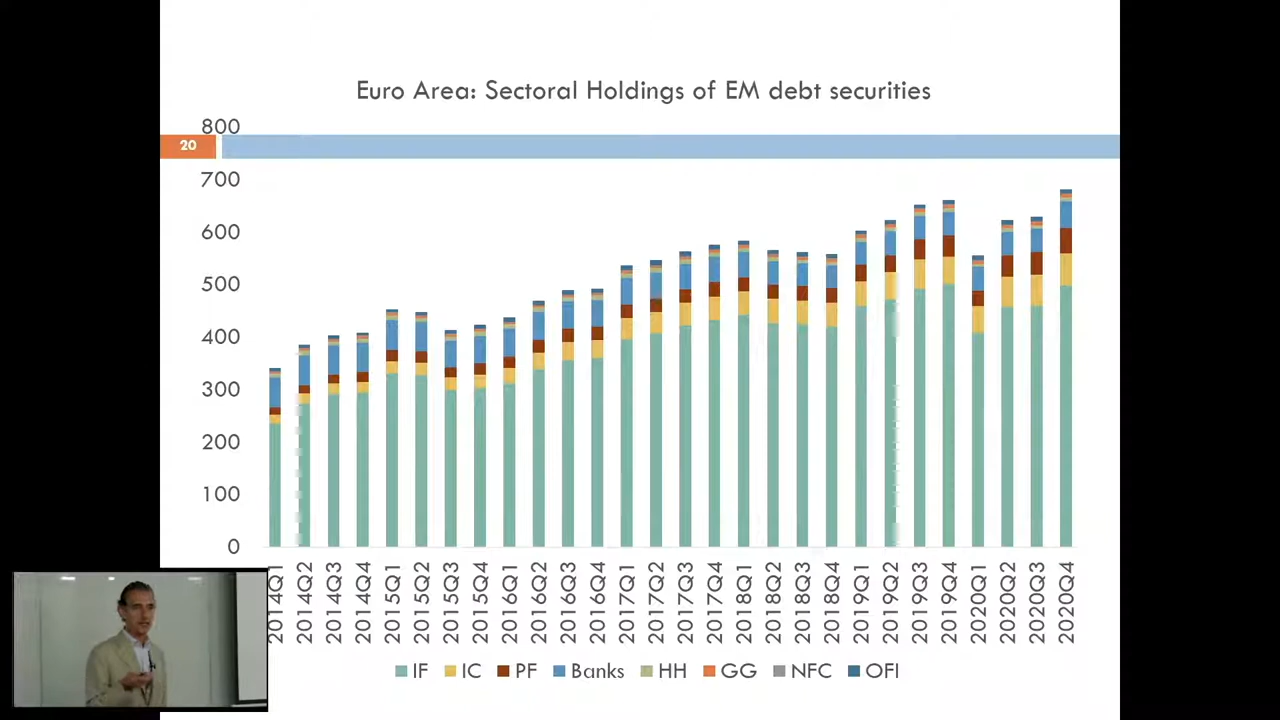 Euro Area: Sectoral Holdings of EM debt securities
800
20
700
600
500
400
300
200
100
0
2014Q1
2014Q2
2014Q3
2014Q4
2015Q1
2015Q2
2015Q3
2015Q4
2016Q1
2016Q2
2016Q3
2016Q4
2017Q1
2017Q2
2017Q3
2017Q4
2018Q1
2018Q2
2018Q3
2018Q4
2019Q1
2019Q2
2019Q3
2019Q4
2020Q1
2020Q2
2020Q3
2020Q4
IF IC PF Banks HH GG NFC OFI